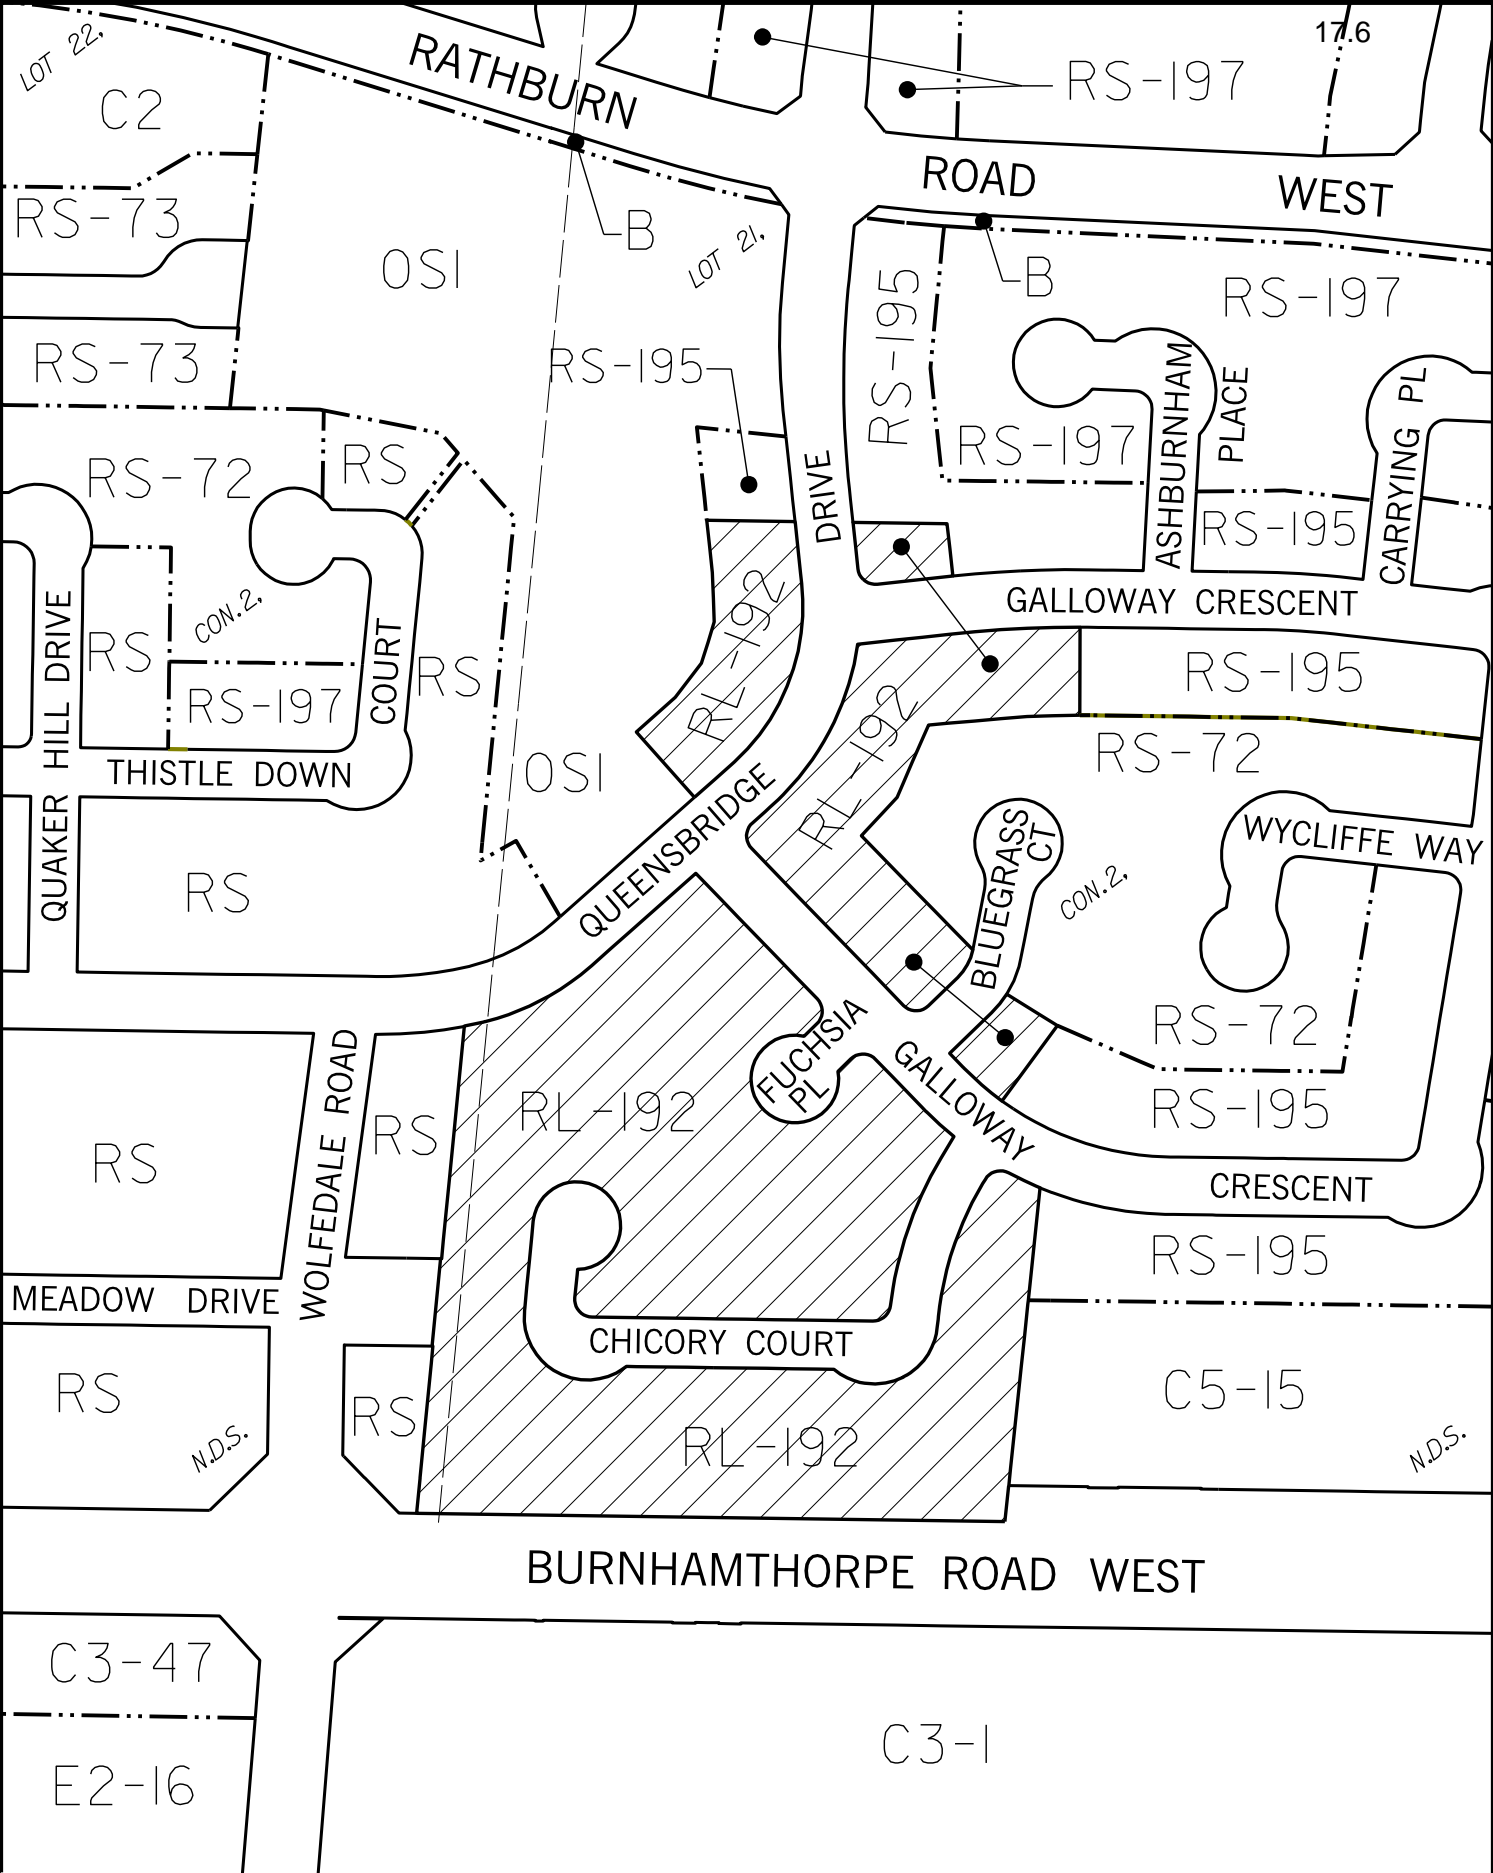 17.6
LOT 22,
RATHBURN
RS-197
C2
ROAD
WEST
RS-73
B
LOT 21,
OS1
B
RS-195
RS-197
RS-73
RS-195
ASHBURNHAM
PLACE
CARRYING PL
RS-197
RS
RS-72
DRIVE
RS-195
CON.2,
GALLOWAY CRESCENT
QUAKER HILL DRIVE
RS
COURT
RS
RL-192
RS-195
RS-197
RL-192
THISTLE DOWN
OS1
RS-72
QUEENSBRIDGE
BLUEGRASS
CT
WYCLIFFE WAY
RS
CON.2,
RS-72
FUCHSIA
PL
GALLOWAY
WOLFEDALE ROAD
RL-192
RS-195
RS
RS
CRESCENT
RS-195
MEADOW DRIVE
CHICORY COURT
RS
RS
C5-15
N.D.S.
RL-192
N.D.S.
BURNHAMTHORPE ROAD WEST
C3-47
C3-1
E2-16